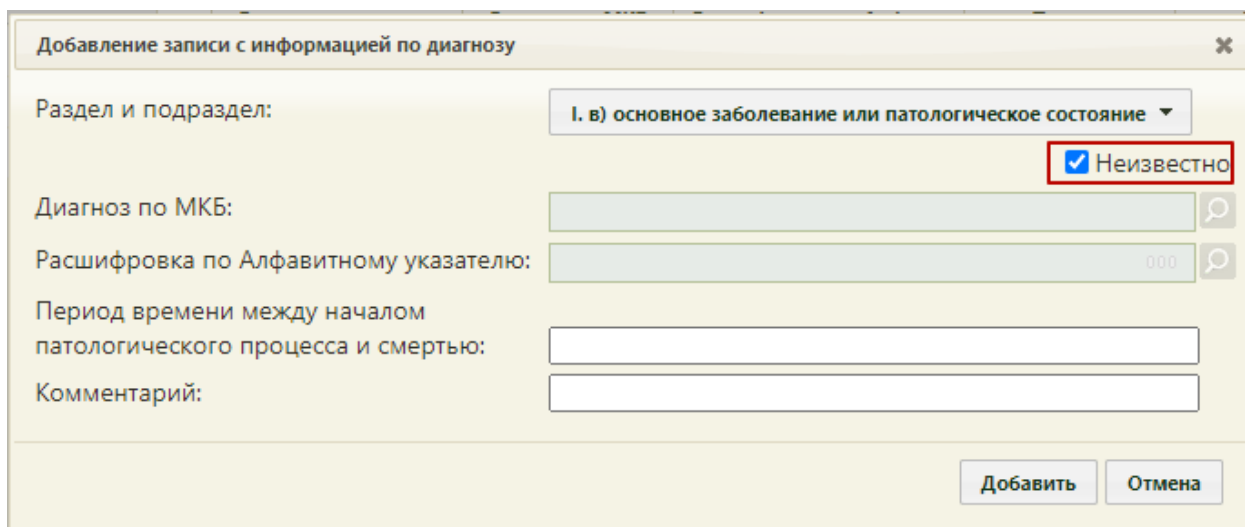 Добавление записи с информацией по диагнозу
Раздел и подраздел:
I. в) основное заболевание или патологическое состояние
Неизвестно
Диагноз по МКБ:
Расшифровка по Алфавитному указателю:
000
Период времени между началом
патологического процесса и смертью:
Комментарий:
Добавить
Отмена